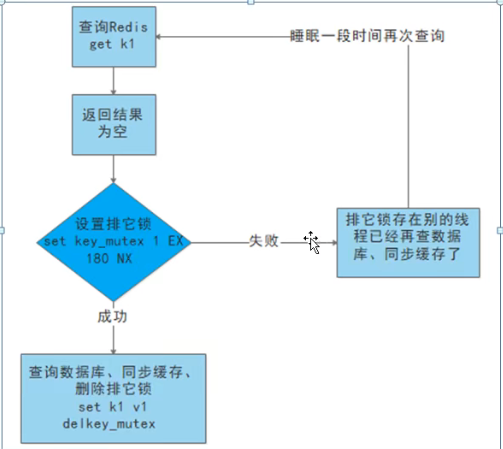 查询Redis
get k1
睡眠一段时间再次查询
返回结果
为空
设置排它锁
set key_mutex 1 EX
180 NX
失败
排它锁存在别的线
程已经再查数据
库、同步缓存了
成功
查询数据库、同步缓存、
删除排它锁
set k1 v1
delkey_mutex